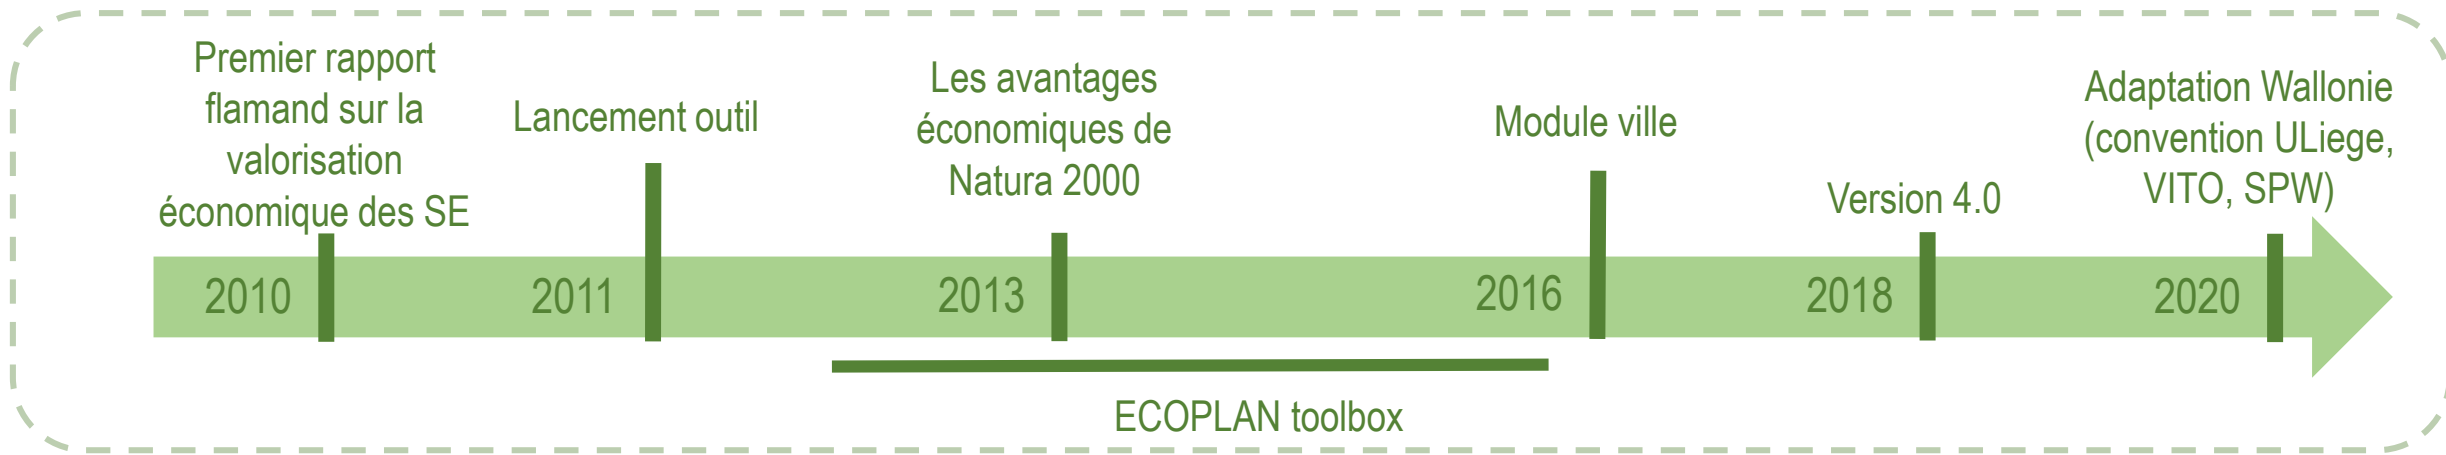 Premier rapport
flamand sur la
valorisation
économique des SE
Lancement outil
Les avantages
économiques de
Natura 2000
Module ville
Version 4.0
Adaptation Wallonie
(convention ULiege,
VITO, SPW)
2010
2011
2013
2016
2018
2020
ECOPLAN toolbox